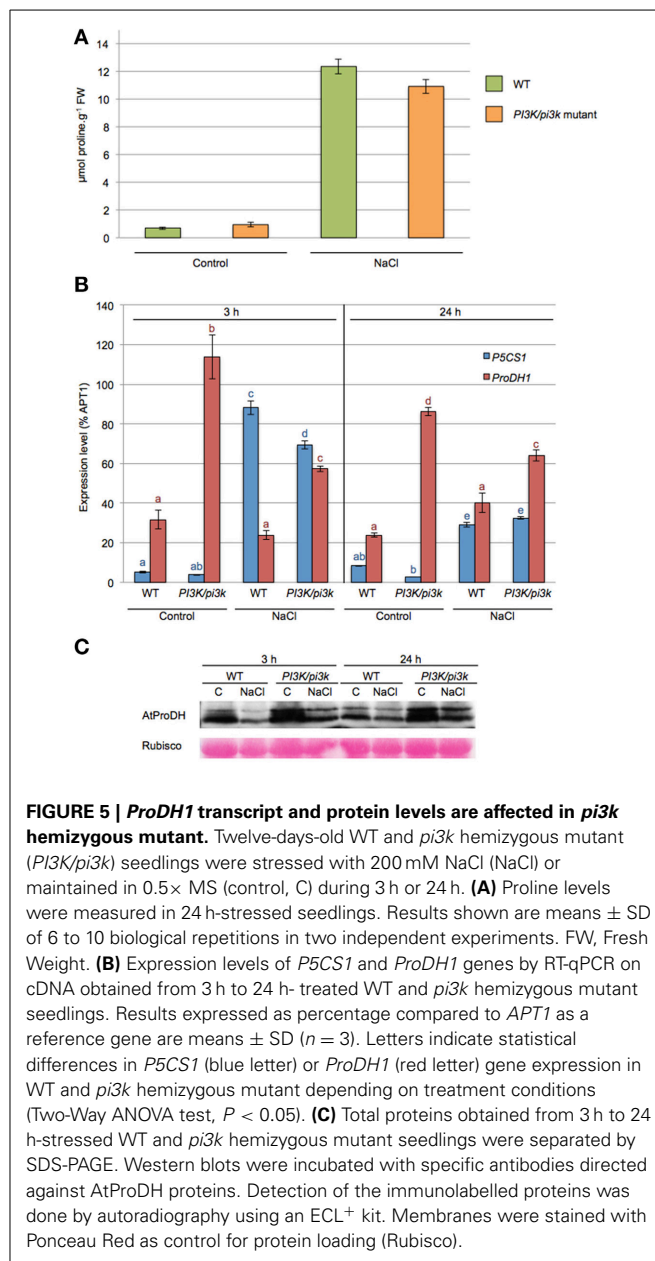 A
14
12
10
8
6
4
2
0
µmol proline.g⁻¹ FW
WT
PI3K/pi3k mutant
Control
NaCl
B
140
120
100
80
60
40
20
0
Expression level (% APT1)
3 h
24 h
P5CS1
ProDH1
a
a
ab
b
c
a
d
c
ab
a
b
d
e
a
e
c
WT
PI3K/pi3k
WT
PI3K/pi3k
WT
PI3K/pi3k
WT
PI3K/pi3k
Control
NaCl
Control
NaCl
C
3 h
24 h
WT
PI3K/pi3k
WT
PI3K/pi3k
C NaCl C NaCl C NaCl C NaCl
AtProDH
Rubisco
FIGURE 5 | ProDH1 transcript and protein levels are affected in pi3k
hemizygous mutant. Twelve-days-old WT and pi3k hemizygous mutant
(PI3K/pi3k) seedlings were stressed with 200 mM NaCl (NaCl) or
maintained in 0.5× MS (control, C) during 3 h or 24 h. (A) Proline levels
were measured in 24 h-stressed seedlings. Results shown are means ± SD
of 6 to 10 biological repetitions in two independent experiments. FW, Fresh
Weight. (B) Expression levels of P5CS1 and ProDH1 genes by RT-qPCR on
cDNA obtained from 3 h to 24 h- treated WT and pi3k hemizygous mutant
seedlings. Results expressed as percentage compared to APT1 as a
reference gene are means ± SD (n = 3). Letters indicate statistical
differences in P5CS1 (blue letter) or ProDH1 (red letter) gene expression in
WT and pi3k hemizygous mutant depending on treatment conditions
(Two-Way ANOVA test, P < 0.05). (C) Total proteins obtained from 3 h to 24
h-stressed WT and pi3k hemizygous mutant seedlings were separated by
SDS-PAGE. Western blots were incubated with specific antibodies directed
against AtProDH proteins. Detection of the immunolabelled proteins was
done by autoradiography using an ECL⁺ kit. Membranes were stained with
Ponceau Red as control for protein loading (Rubisco).